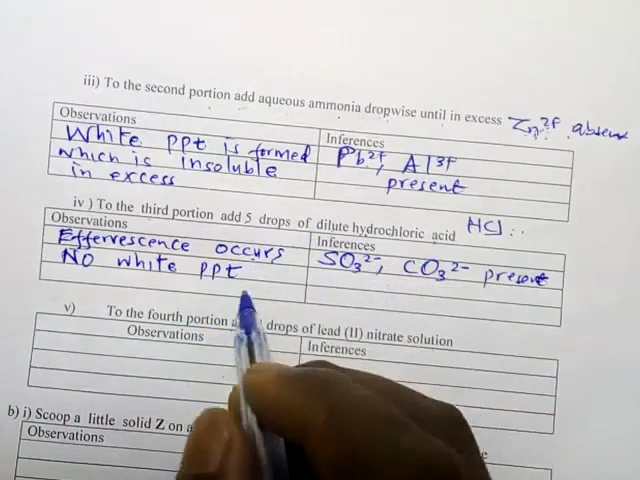 iii) To the second portion add aqueous ammonia dropwise until in excess Zn2+ absent
Observations
Inferences
White ppt is formed
which is insoluble
in excess
Pb2+, Al3+
present
iv ) To the third portion add 5 drops of dilute hydrochloric acid HCl
Observations
Inferences
Effervescence occurs
No white ppt
SO32-, CO32- present
v) To the fourth portion drops of lead (II) nitrate solution
Observations
Inferences
b) i) Scoop a little solid Z on a
Observations